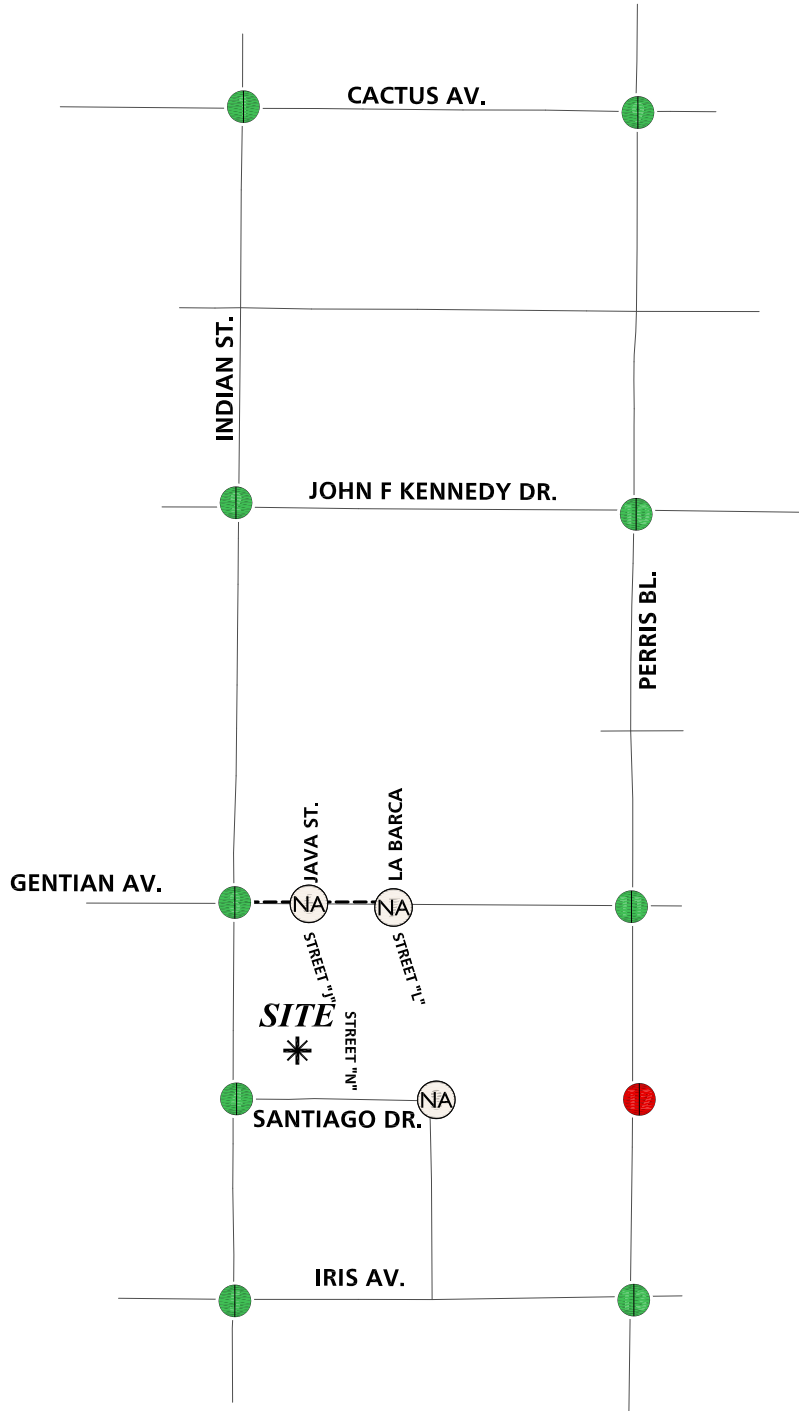 CACTUS AV.
INDIAN ST.
JOHN F KENNEDY DR.
PERRIS BL.
JAVA ST.
LA BARCA
GENTIAN AV.
NA
NA
STREET "J"
STREET "L"
SITE
STREET "N"
NA
SANTIAGO DR.
IRIS AV.